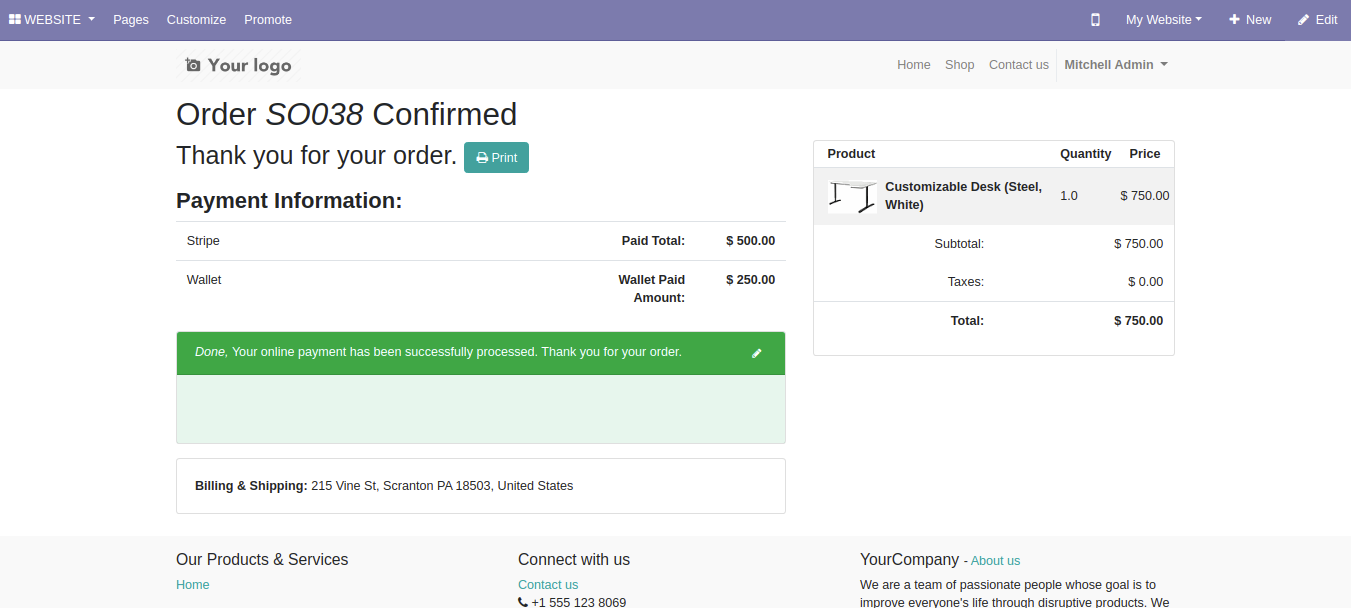 WEBSITE Pages Customize Promote My Website New Edit
Your logo Home Shop Contact us Mitchell Admin
Order SO038 Confirmed
Thank you for your order. Print
Payment Information:
Stripe Paid Total: $ 500.00
Wallet Wallet Paid Amount: $ 250.00
Done, Your online payment has been successfully processed. Thank you for your order.
Billing & Shipping: 215 Vine St, Scranton PA 18503, United States
Product Quantity Price
Customizable Desk (Steel, White) 1.0 $ 750.00
Subtotal: $ 750.00
Taxes: $ 0.00
Total: $ 750.00
Our Products & Services
Home
Connect with us
Contact us
+1 555 123 8069
YourCompany - About us
We are a team of passionate people whose goal is to
improve everyone's life through disruptive products. We